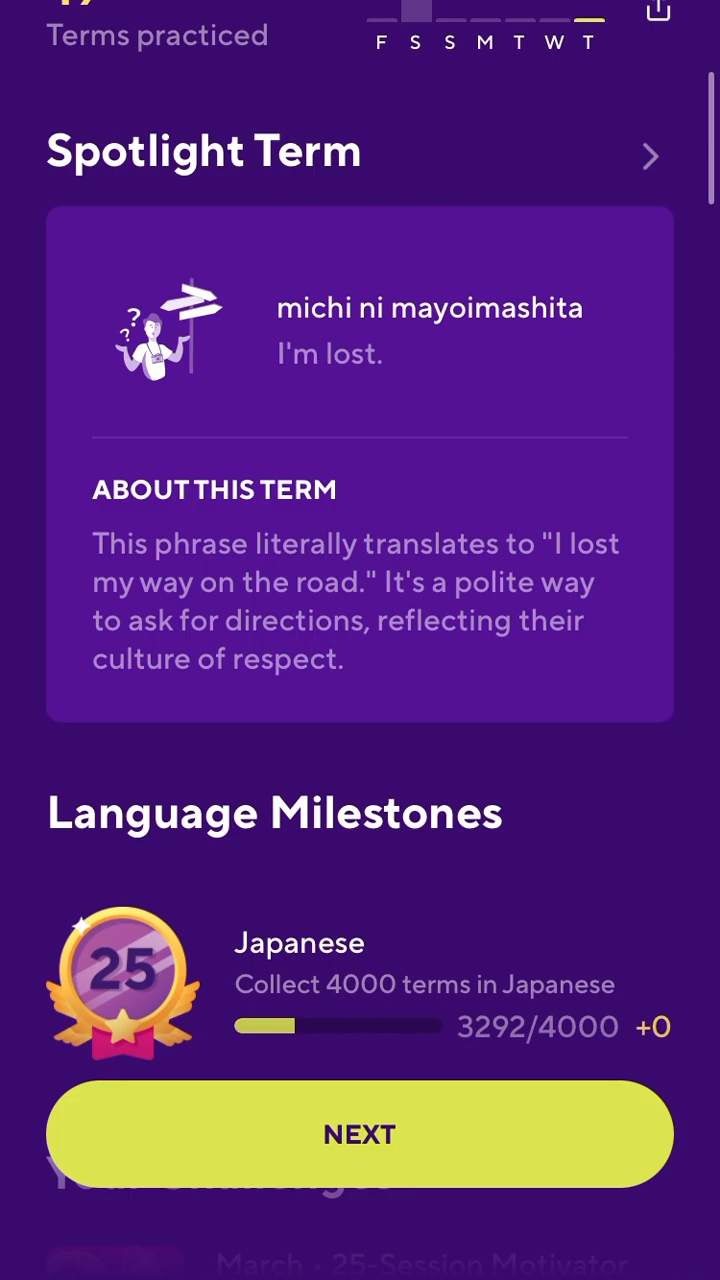 Terms practiced
F S S M T W T
Spotlight Term
? ?
michi ni mayoimashita
I'm lost.
ABOUT THIS TERM
This phrase literally translates to "I lost
my way on the road." It's a polite way
to ask for directions, reflecting their
culture of respect.
Language Milestones
25
Japanese
Collect 4000 terms in Japanese
3292/4000 +0
NEXT
March · 25-Session Motivator